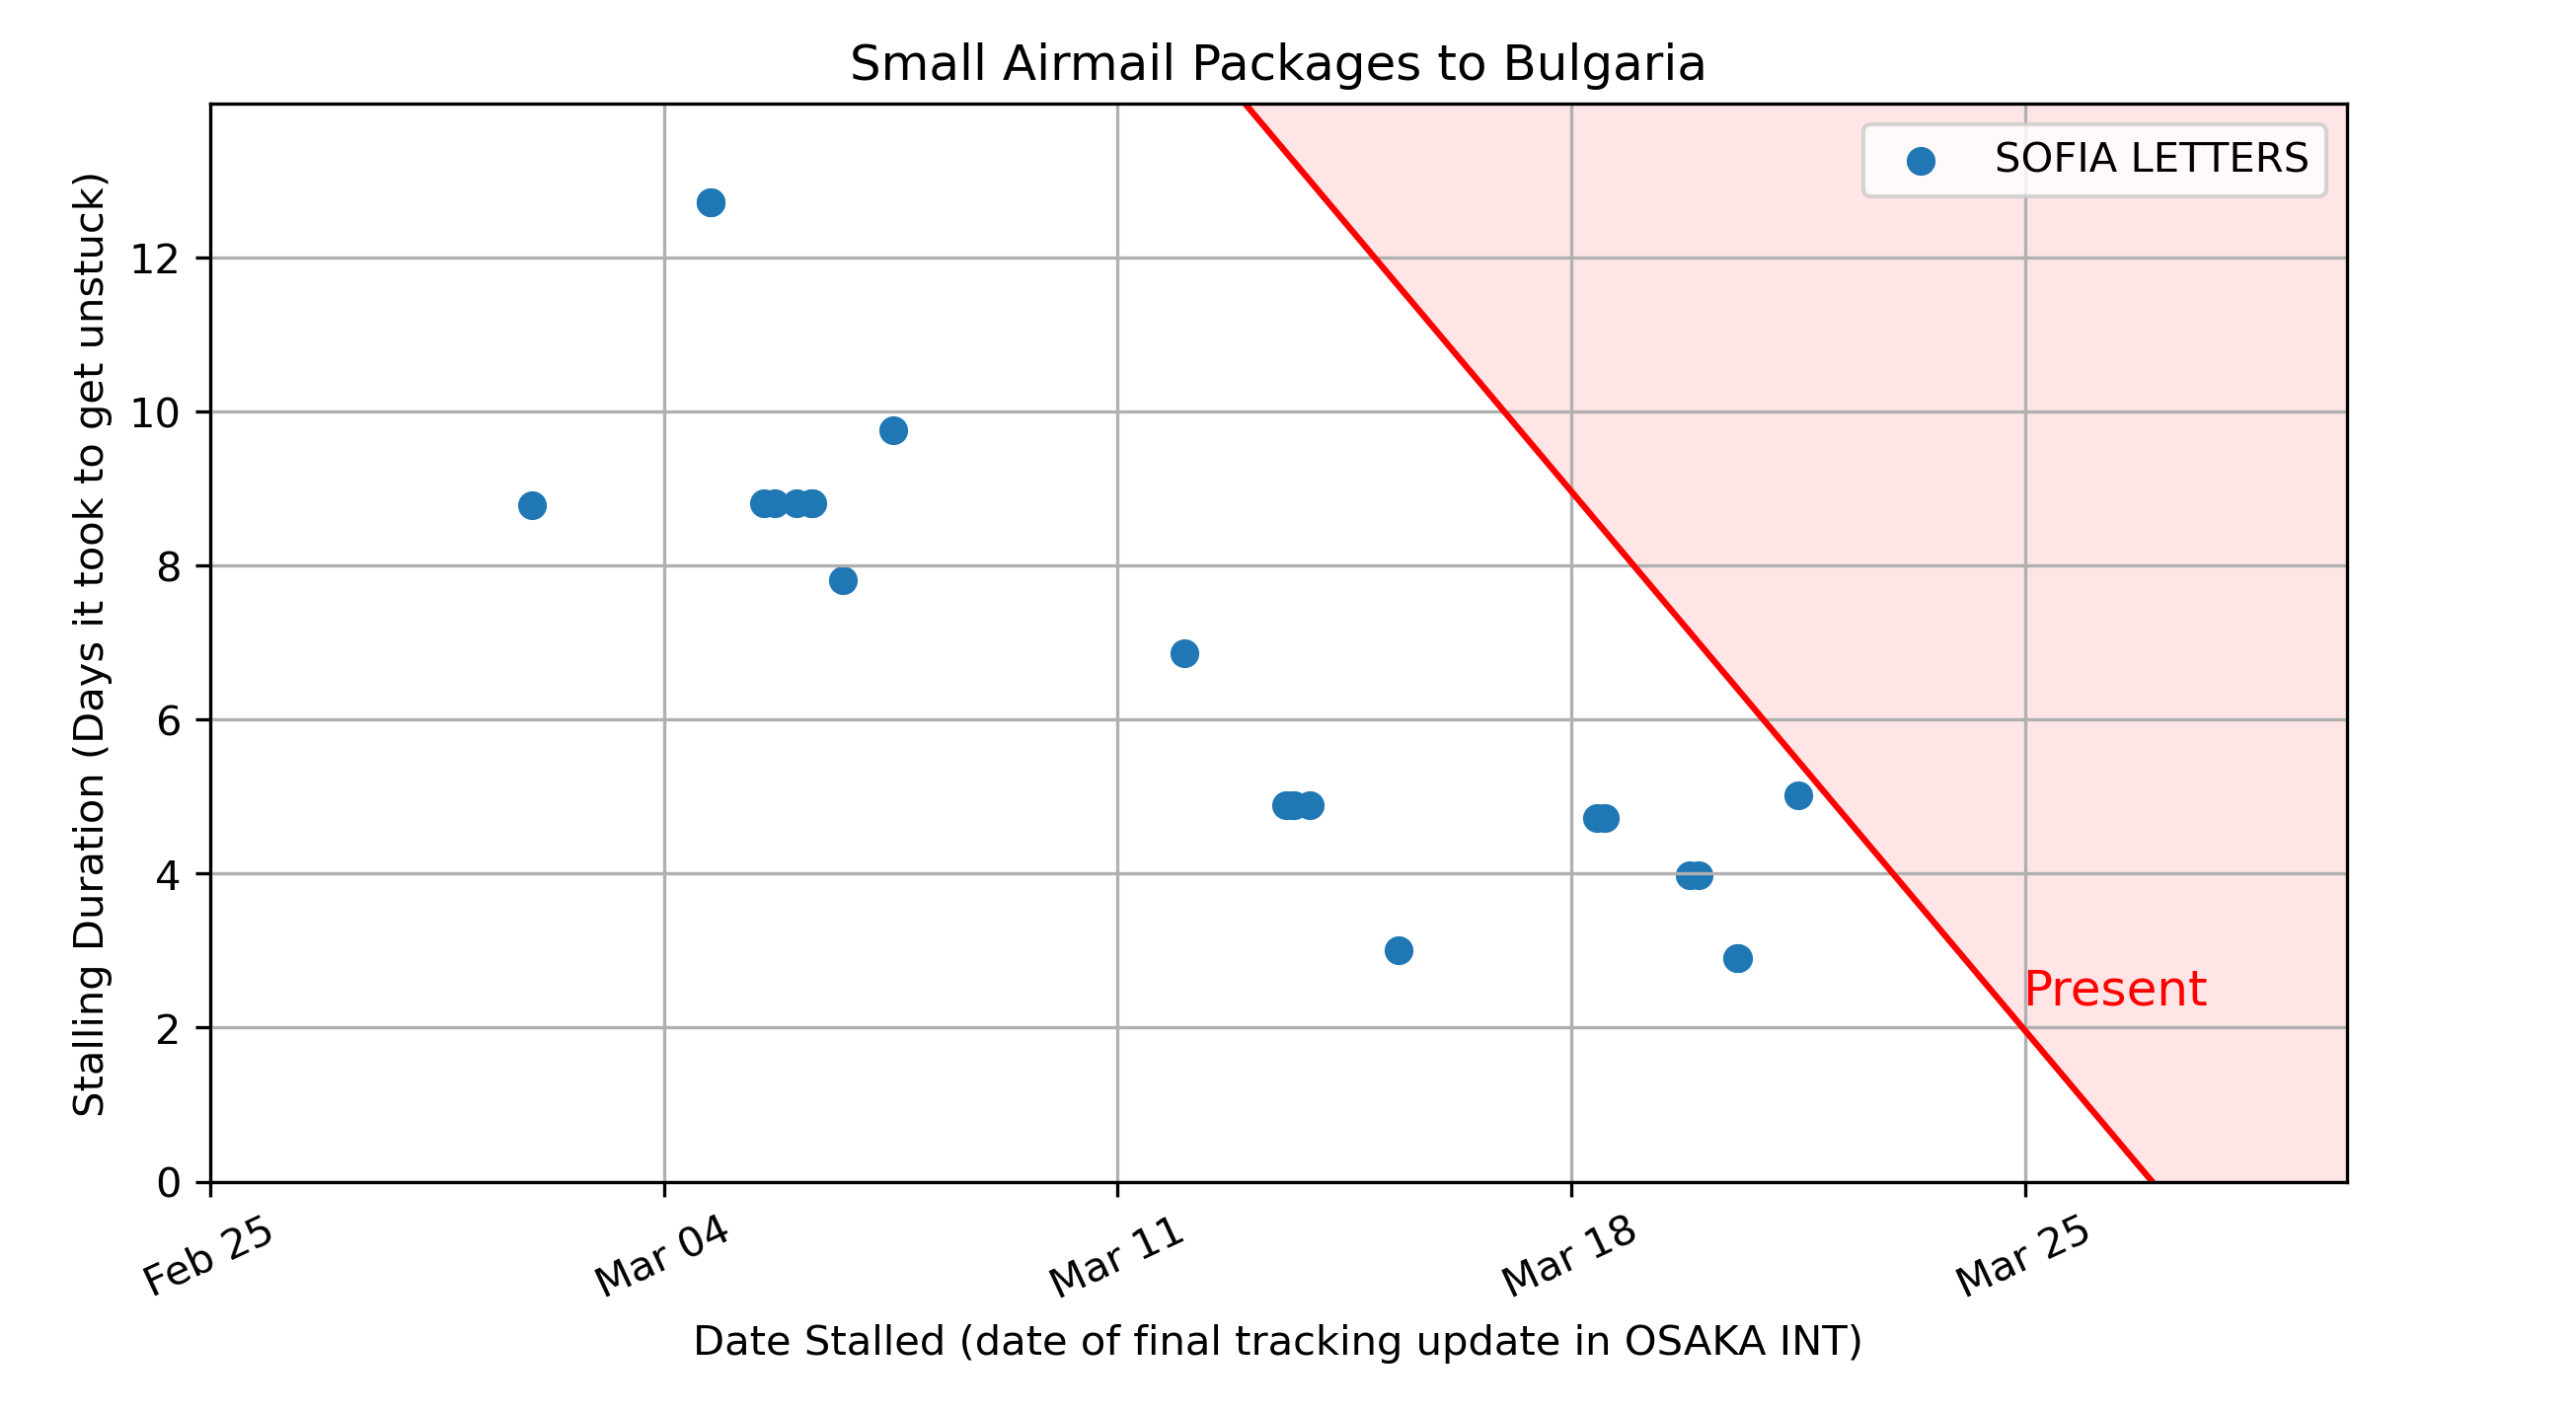 Small Airmail Packages to Bulgaria
SOFIA LETTERS
Stalling Duration (Days it took to get unstuck)
12
10
8
6
4
2
0
Present
Feb 25
Mar 04
Mar 11
Mar 18
Mar 25
Date Stalled (date of final tracking update in OSAKA INT)